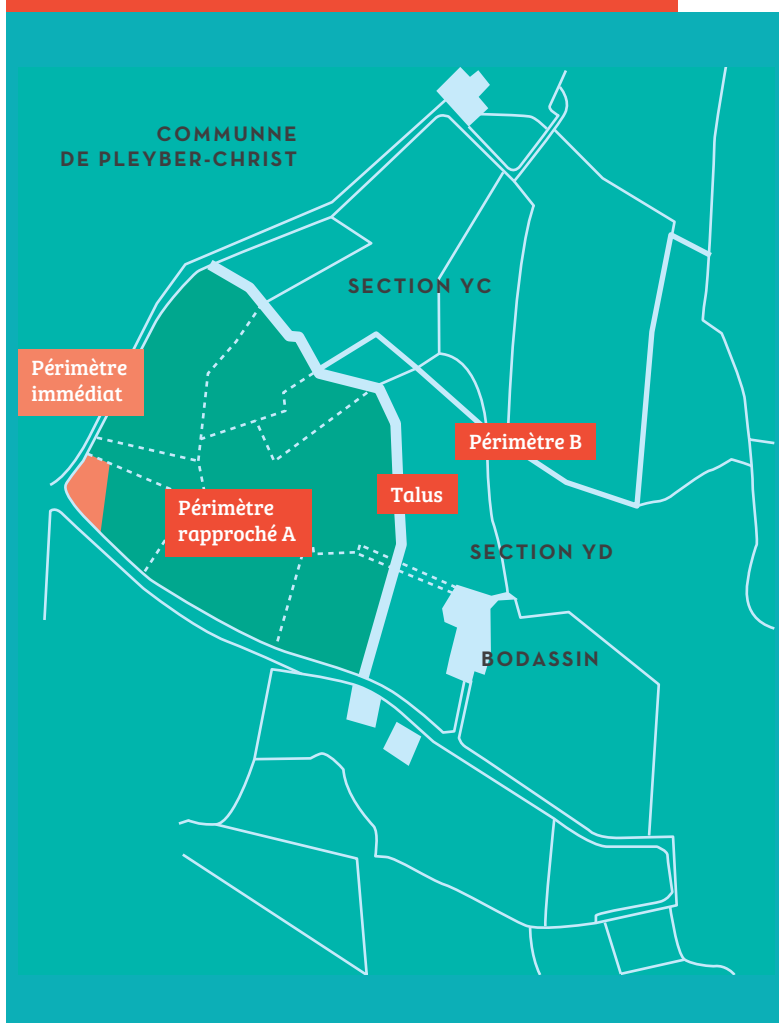 COMMUNNE
DE PLEYBER-CHRIST
SECTION YC
Périmètre
immédiat
Périmètre B
Talus
Périmètre
rapproché A
SECTION YD
BODASSIN